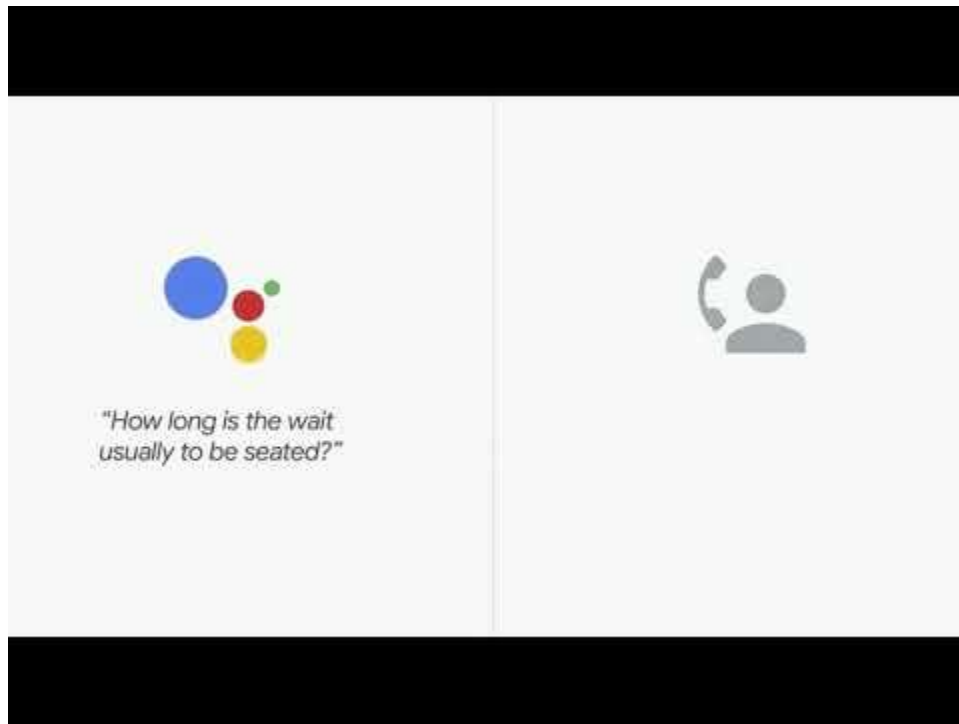 “How long is the wait
usually to be seated?”